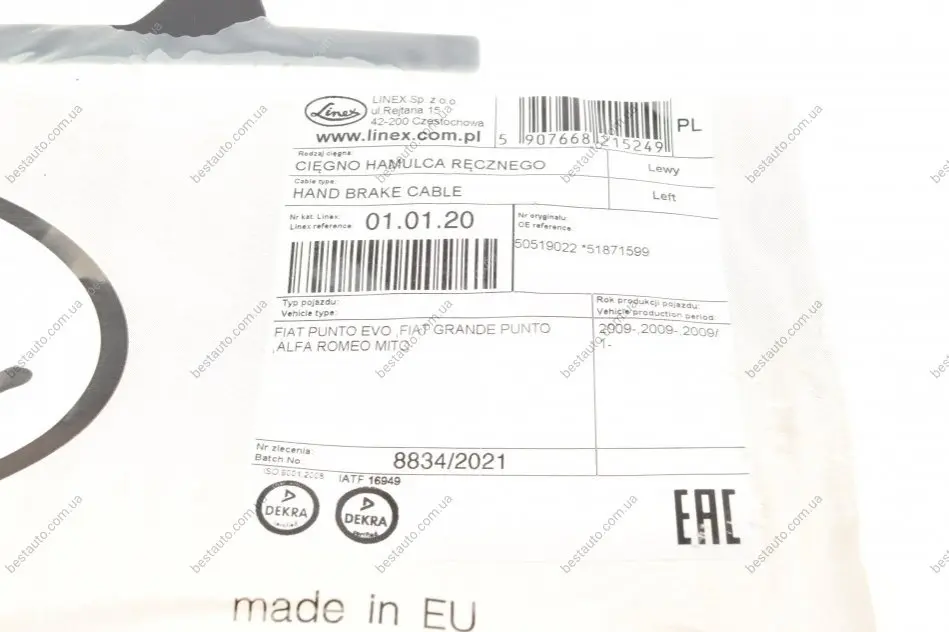 Linex
LINEX Sp. z o.o
ul.Rejtana 15
42-200 Częstochowa
www.linex.com.pl
5 907668 215249
PL
Rodzaj cięgna:
CIĘGNO HAMULCA RĘCZNEGO
Lewy
Cable type:
HAND BRAKE CABLE
Left
Nr kat. Linex:
Linex reference
01.01.20
Nr oryginału:
OE reference
50519022 *51871599
Typ pojazdu:
Vehicle type:
Rok produkcji pojazdu:
Vehicle production period:
FIAT PUNTO EVO ,FIAT GRANDE PUNTO
,ALFA ROMEO MITO
2009-,2009-,2009/
1-
Nr zlecenia:
Batch No
8834/2021
ISO 9001:2008
IATF 16949
DEKRA
DEKRA
EAC
made in EU
bestauto.com.ua